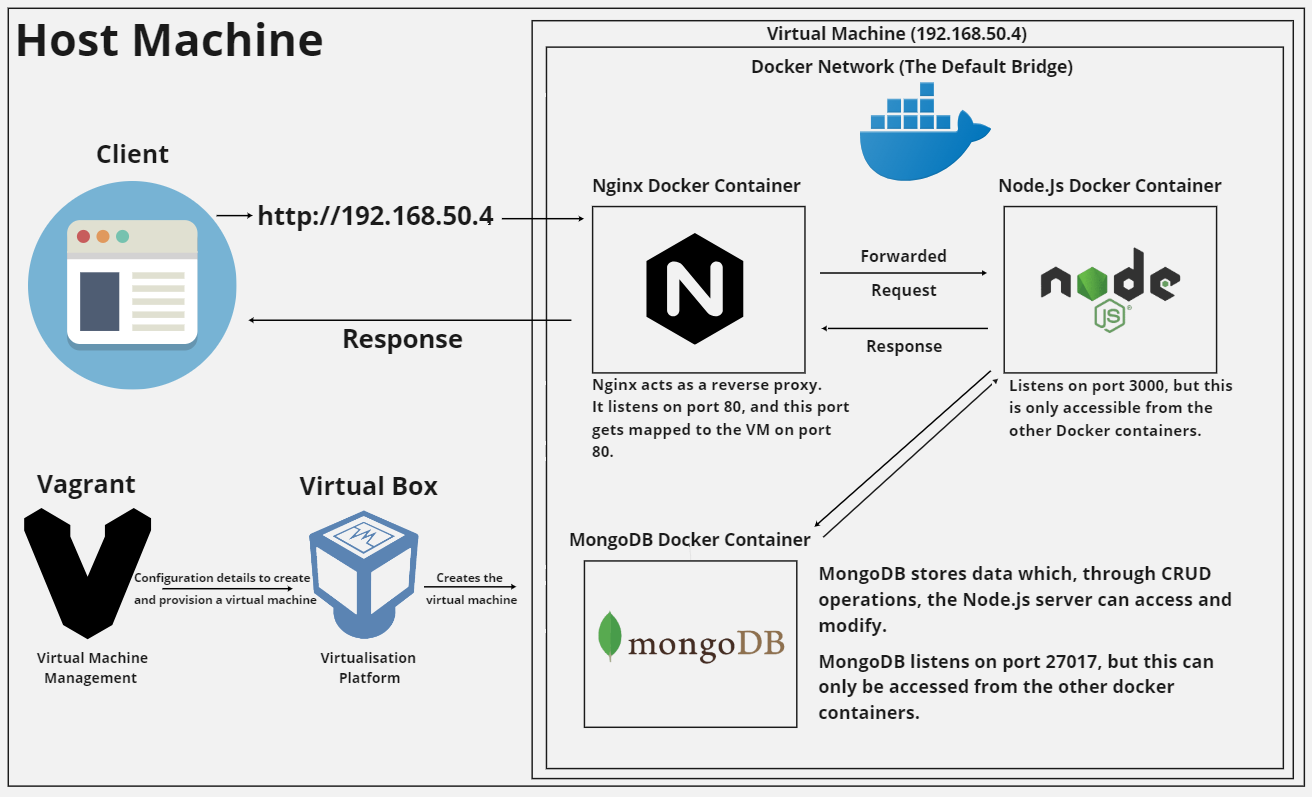 Host Machine
Virtual Machine (192.168.50.4)
Docker Network (The Default Bridge)
Client
http://192.168.50.4
Response
Nginx Docker Container
N
Nginx acts as a reverse proxy.
It listens on port 80, and this port
gets mapped to the VM on port
80.
Forwarded
Request
Response
Node.Js Docker Container
node
JS
®
Listens on port 3000, but this
is only accessible from the
other Docker containers.
Vagrant
Configuration details to create
and provision a virtual machine
Virtual Machine
Management
Virtual Box
Creates the
virtual machine
Virtualisation
Platform
MongoDB Docker Container
mongoDB
MongoDB stores data which, through CRUD
operations, the Node.js server can access and
modify.
MongoDB listens on port 27017, but this can
only be accessed from the other docker
containers.